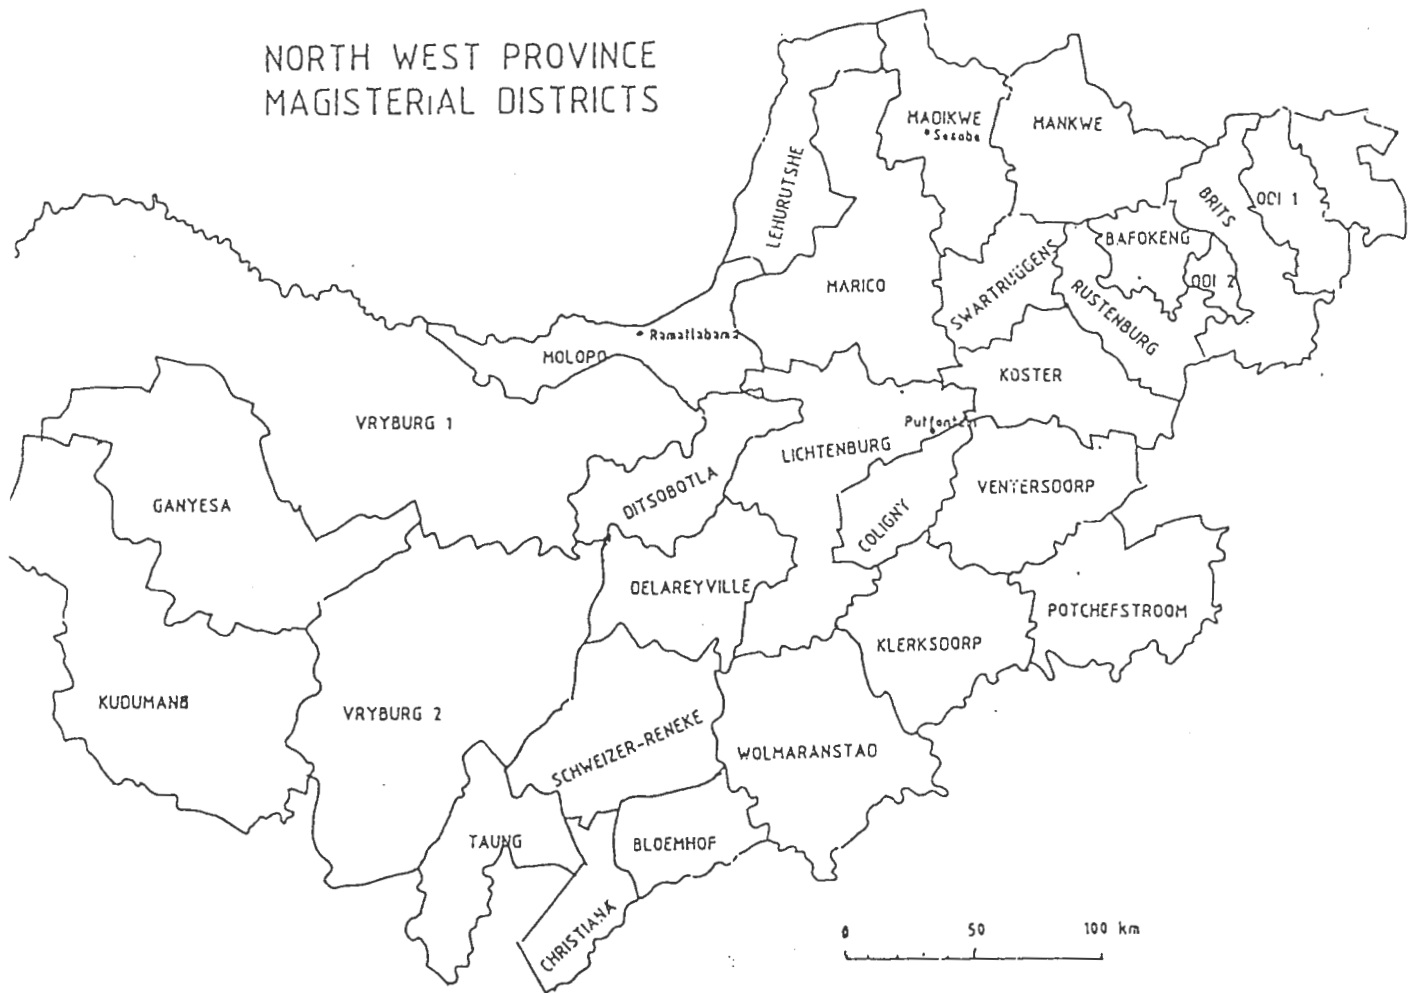 NORTH WEST PROVINCE
MAGISTERIAL DISTRICTS
MADIKWE
Sesobe
MANKWE
LEHURUTSHE
BRITS
ODI 1
BAFOKENG
ODI 2
SWARTRUGGENS
RUSTENBURG
MARICO
Ramatlabama
MOLOPO
KOSTER
VRYBURG 1
Putfontein
LICHTENBURG
GANYESA
DITSOBOTLA
COLIGNY
VENTERSDORP
DELAREYVILLE
POTCHEFSTROOM
KLERKSDORP
KUDUMANE
VRYBURG 2
SCHWEIZER-RENEKE
WOLMARANSTAD
TAUNG
BLOEMHOF
CHRISTIANA
0 50 100 km